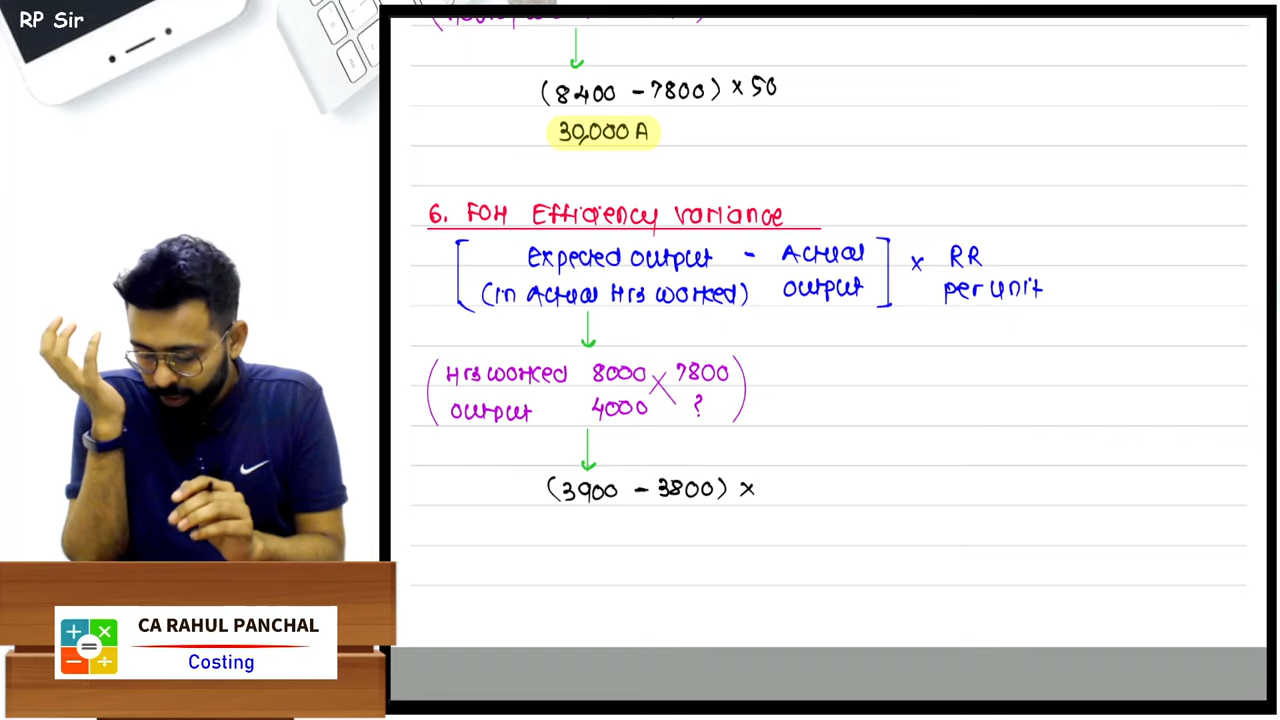 RP Sir
(8400 - 7800) × 50
30,000 A
6. FOH Efficiency variance
[Expected output - Actual] × RR
(in Actual Hrs worked) output per unit
(Hrs worked 8000 7800)
output 4000 ?
(3900 - 3800) ×
CA RAHUL PANCHAL
Costing